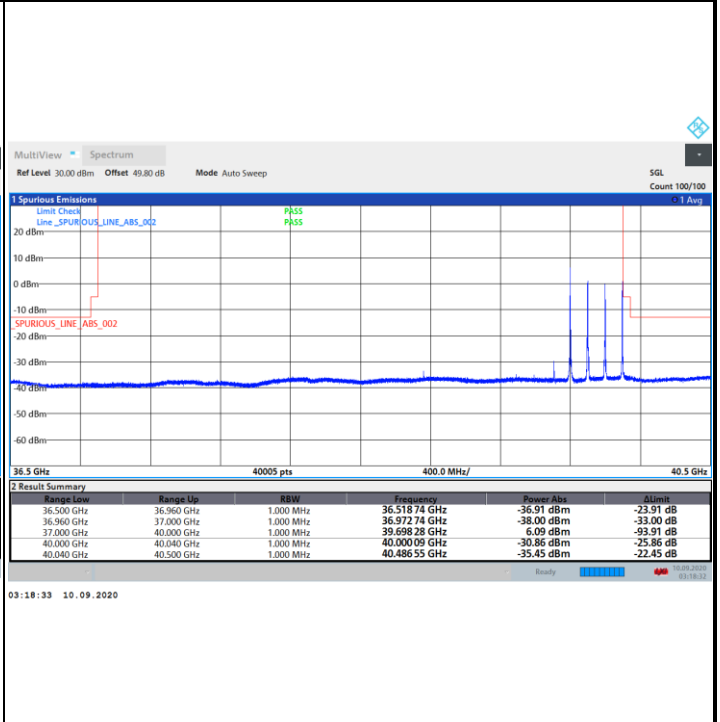 MultiView Spectrum
Ref Level 30.00 dBm Offset 49.80 dB Mode Auto Sweep SGL
Count 100/100
1 Spurious Emissions 1 Avg
Limit Check PASS
Line _SPURIOUS_LINE_ABS_002 PASS
20 dBm
10 dBm
0 dBm
-10 dBm
_SPURIOUS_LINE_ABS_002
-20 dBm
-30 dBm
-40 dBm
-50 dBm
-60 dBm
36.5 GHz 40005 pts 400.0 MHz/ 40.5 GHz
2 Result Summary
Range Low Range Up RBW Frequency Power Abs ΔLimit
36.500 GHz 36.960 GHz 1.000 MHz 36.518 74 GHz -36.91 dBm -23.91 dB
36.960 GHz 37.000 GHz 1.000 MHz 36.972 74 GHz -38.00 dBm -33.00 dB
37.000 GHz 40.000 GHz 1.000 MHz 39.698 28 GHz 6.09 dBm -93.91 dB
40.000 GHz 40.040 GHz 1.000 MHz 40.000 09 GHz -30.86 dBm -25.86 dB
40.040 GHz 40.500 GHz 1.000 MHz 40.486 55 GHz -35.45 dBm -22.45 dB
Ready 10.09.2020
03:18:32
03:18:33 10.09.2020